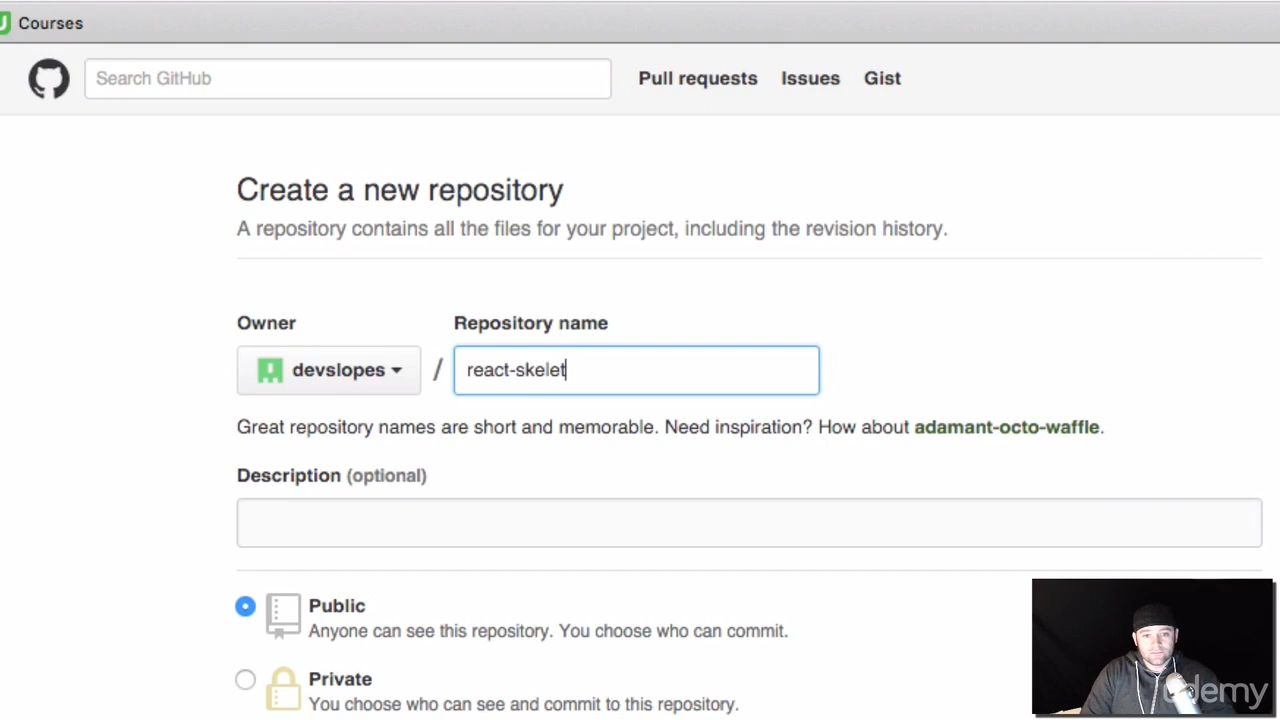 Courses
Search GitHub
Pull requests Issues Gist
Create a new repository
A repository contains all the files for your project, including the revision history.
Owner Repository name
devslopes / react-skelet
Great repository names are short and memorable. Need inspiration? How about adamant-octo-waffle.
Description (optional)
Public
Anyone can see this repository. You choose who can commit.
Private
You choose who can see and commit to this repository.
udemy